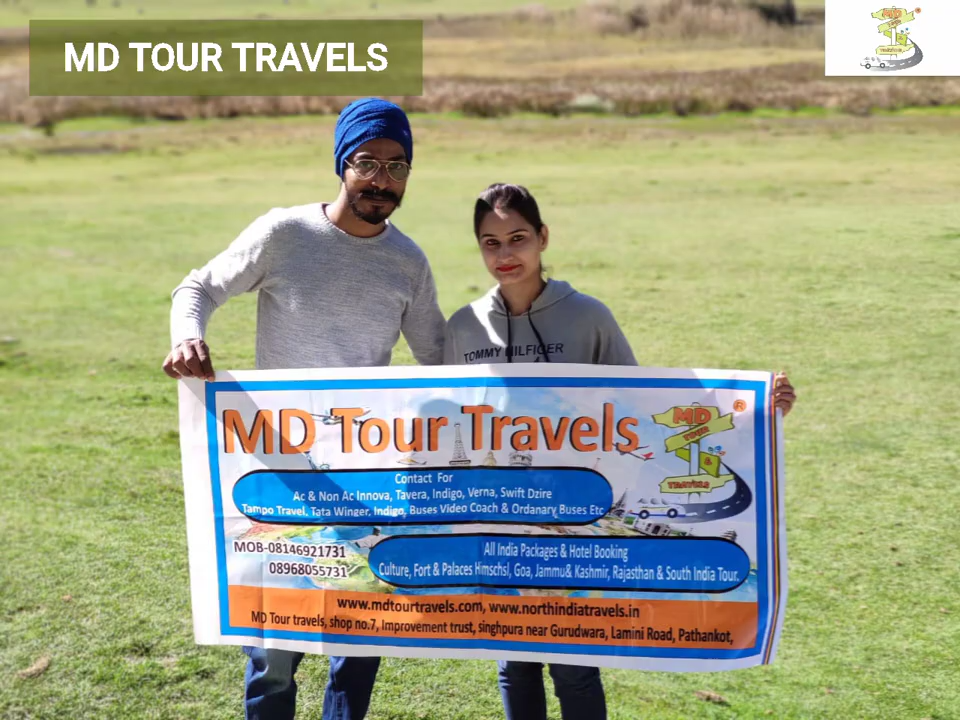 MD TOUR TRAVELS
MD
TOMMY HILFIGER
MD Tour Travels
MD
TOUR
&
TRAVELS
®
Contact For
Ac & Non Ac Innova, Tavera, Indigo, Verna, Swift Dzire
Tampo Travel, Tata Winger, Indigo, Buses Video Coach & Ordanary Buses Etc
MOB-08146921731
08968055731
All India Packages & Hotel Booking
Culture, Fort & Palaces Himschsl, Goa, Jammu& Kashmir, Rajasthan & South India Tour.
www.mdtourtravels.com, www.northindiatravels.in
MD Tour travels, shop no.7, Improvement trust, singhpura near Gurudwara, Lamini Road, Pathankot,